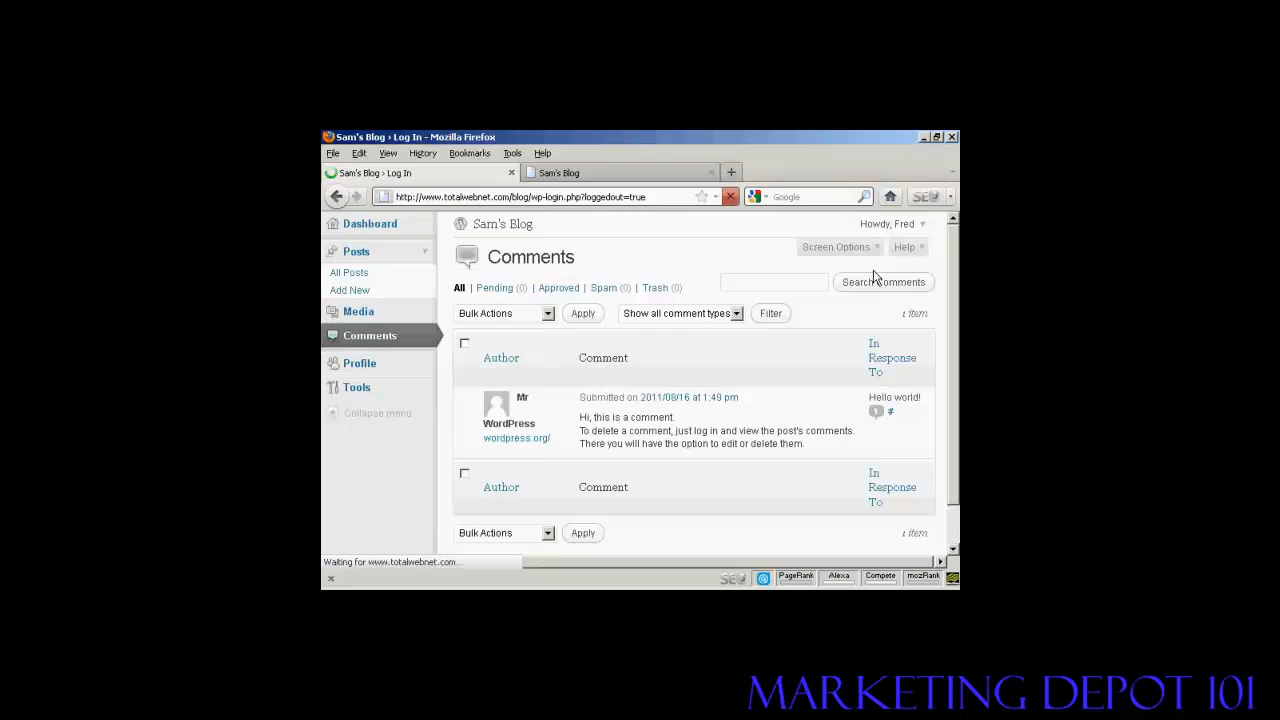 Sam's Blog › Log In - Mozilla Firefox
File Edit View History Bookmarks Tools Help
Sam's Blog › Log In
Sam's Blog
http://www.totalwebnet.com/blog/wp-login.php?loggedout=true
Google
Dashboard
Posts
All Posts
Add New
Media
Comments
Profile
Tools
Collapse menu
Sam's Blog
Howdy, Fred
Screen Options
Help
Comments
All | Pending (0) | Approved | Spam (0) | Trash (0)
Search Comments
Bulk Actions
Apply
Show all comment types
Filter
1 item
Author
Comment
In
Response
To
Mr
WordPress
wordpress.org/
Submitted on 2011/08/16 at 1:49 pm
Hi, this is a comment.
To delete a comment, just log in and view the post's comments.
There you will have the option to edit or delete them.
Hello world!
1 #
Author
Comment
In
Response
To
Bulk Actions
Apply
1 item
Waiting for www.totalwebnet.com...
PageRank
Alexa
Compete
mozRank
MARKETING DEPOT 101